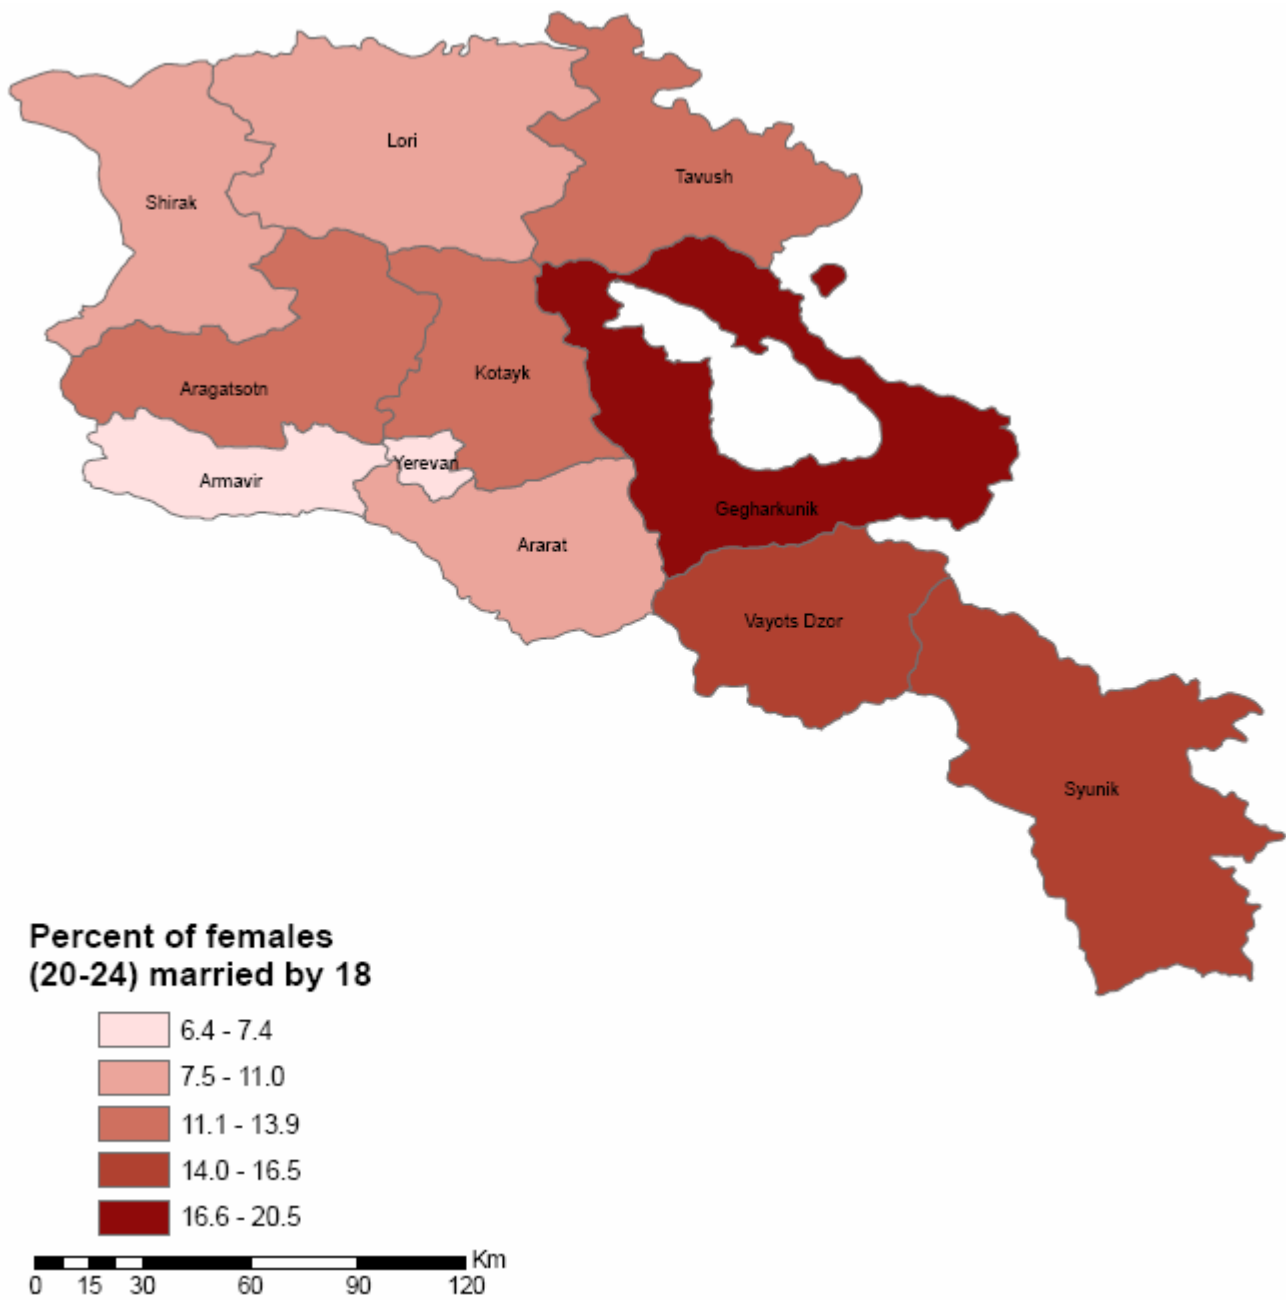 Lori
Tavush
Shirak
Kotayk
Aragatsotn
Yerevan
Armavir
Gegharkunik
Ararat
Vayots Dzor
Syunik
Percent of females
(20-24) married by 18
6.4 - 7.4
7.5 - 11.0
11.1 - 13.9
14.0 - 16.5
16.6 - 20.5
Km
0 15 30 60 90 120